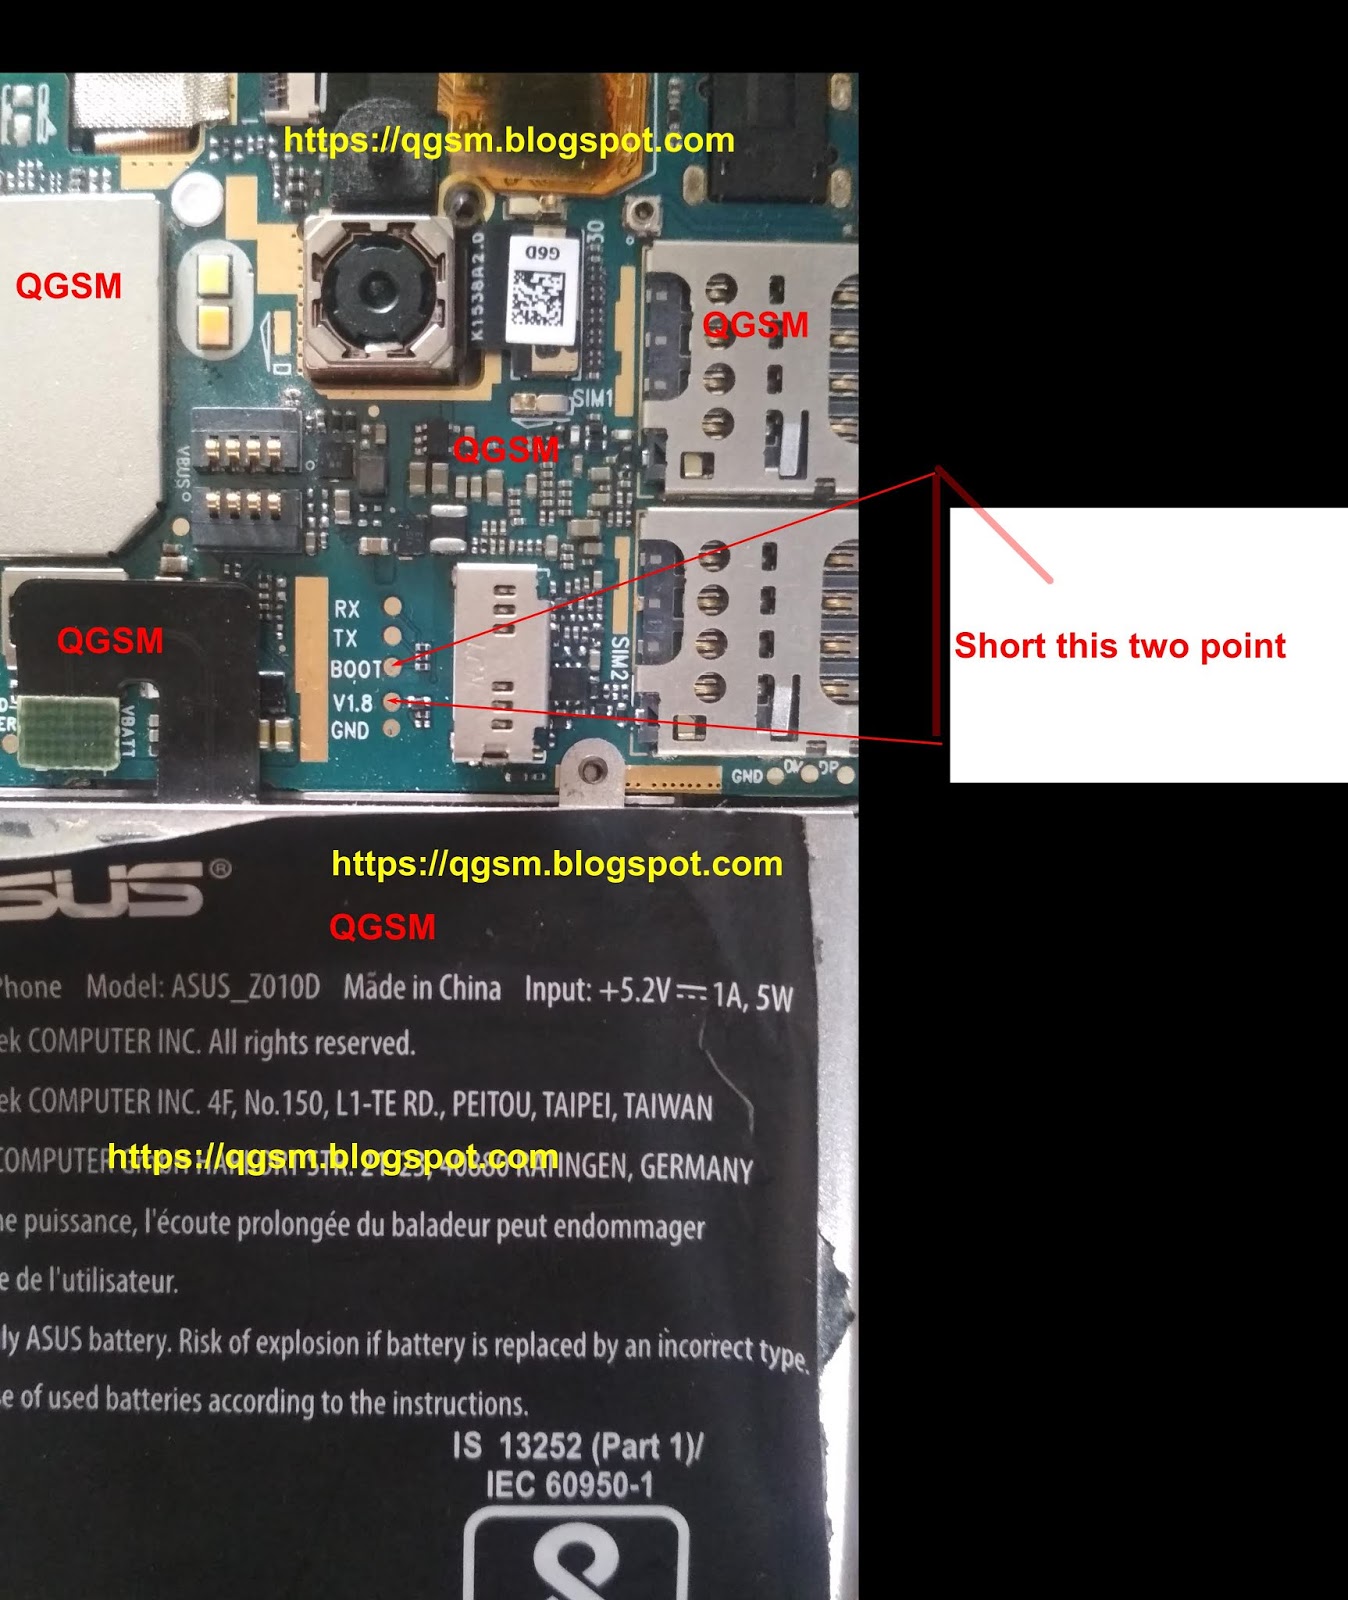 https://qgsm.blogspot.com
G6D
30
K1538A2.0
QGSM
QGSM
SIM1
QGSM
VBUS
RX
TX
BOOT
V1.8
GND
SIM2
QGSM
VBATT
Short this two point
GND DM DP
https://qgsm.blogspot.com
SUS®
QGSM
Phone Model: ASUS_Z010D Made in China Input: +5.2V 1A, 5W
ek COMPUTER INC. All rights reserved.
ek COMPUTER INC. 4F, No.150, L1-TE RD., PEITOU, TAIPEI, TAIWAN
https://qgsm.blogspot.com
COMPUTER GERMANY
ne puissance, l'écoute prolongée du baladeur peut endommager
e de l'utilisateur.
ly ASUS battery. Risk of explosion if battery is replaced by an incorrect type.
se of used batteries according to the instructions.
IS 13252 (Part 1)/
IEC 60950-1